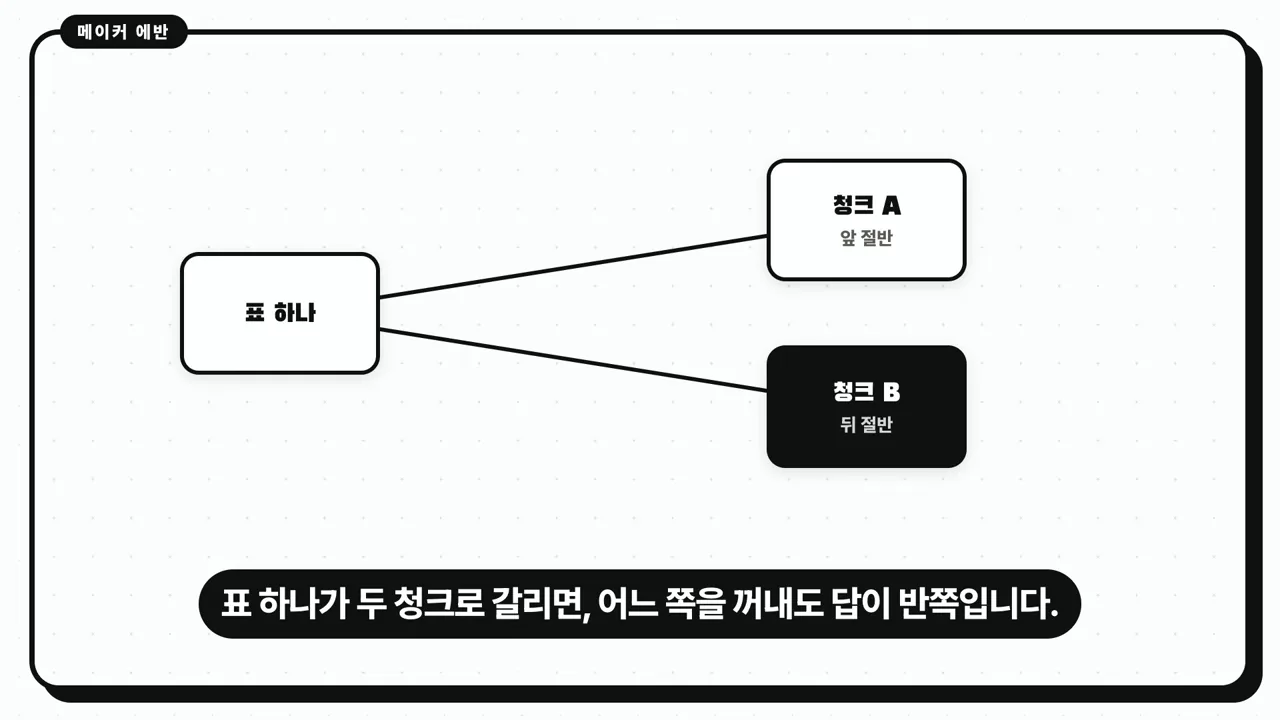 메이커 에반
표 하나
청크 A
앞 절반
청크 B
뒤 절반
표 하나가 두 청크로 갈리면, 어느 쪽을 꺼내도 답이 반쪽입니다.